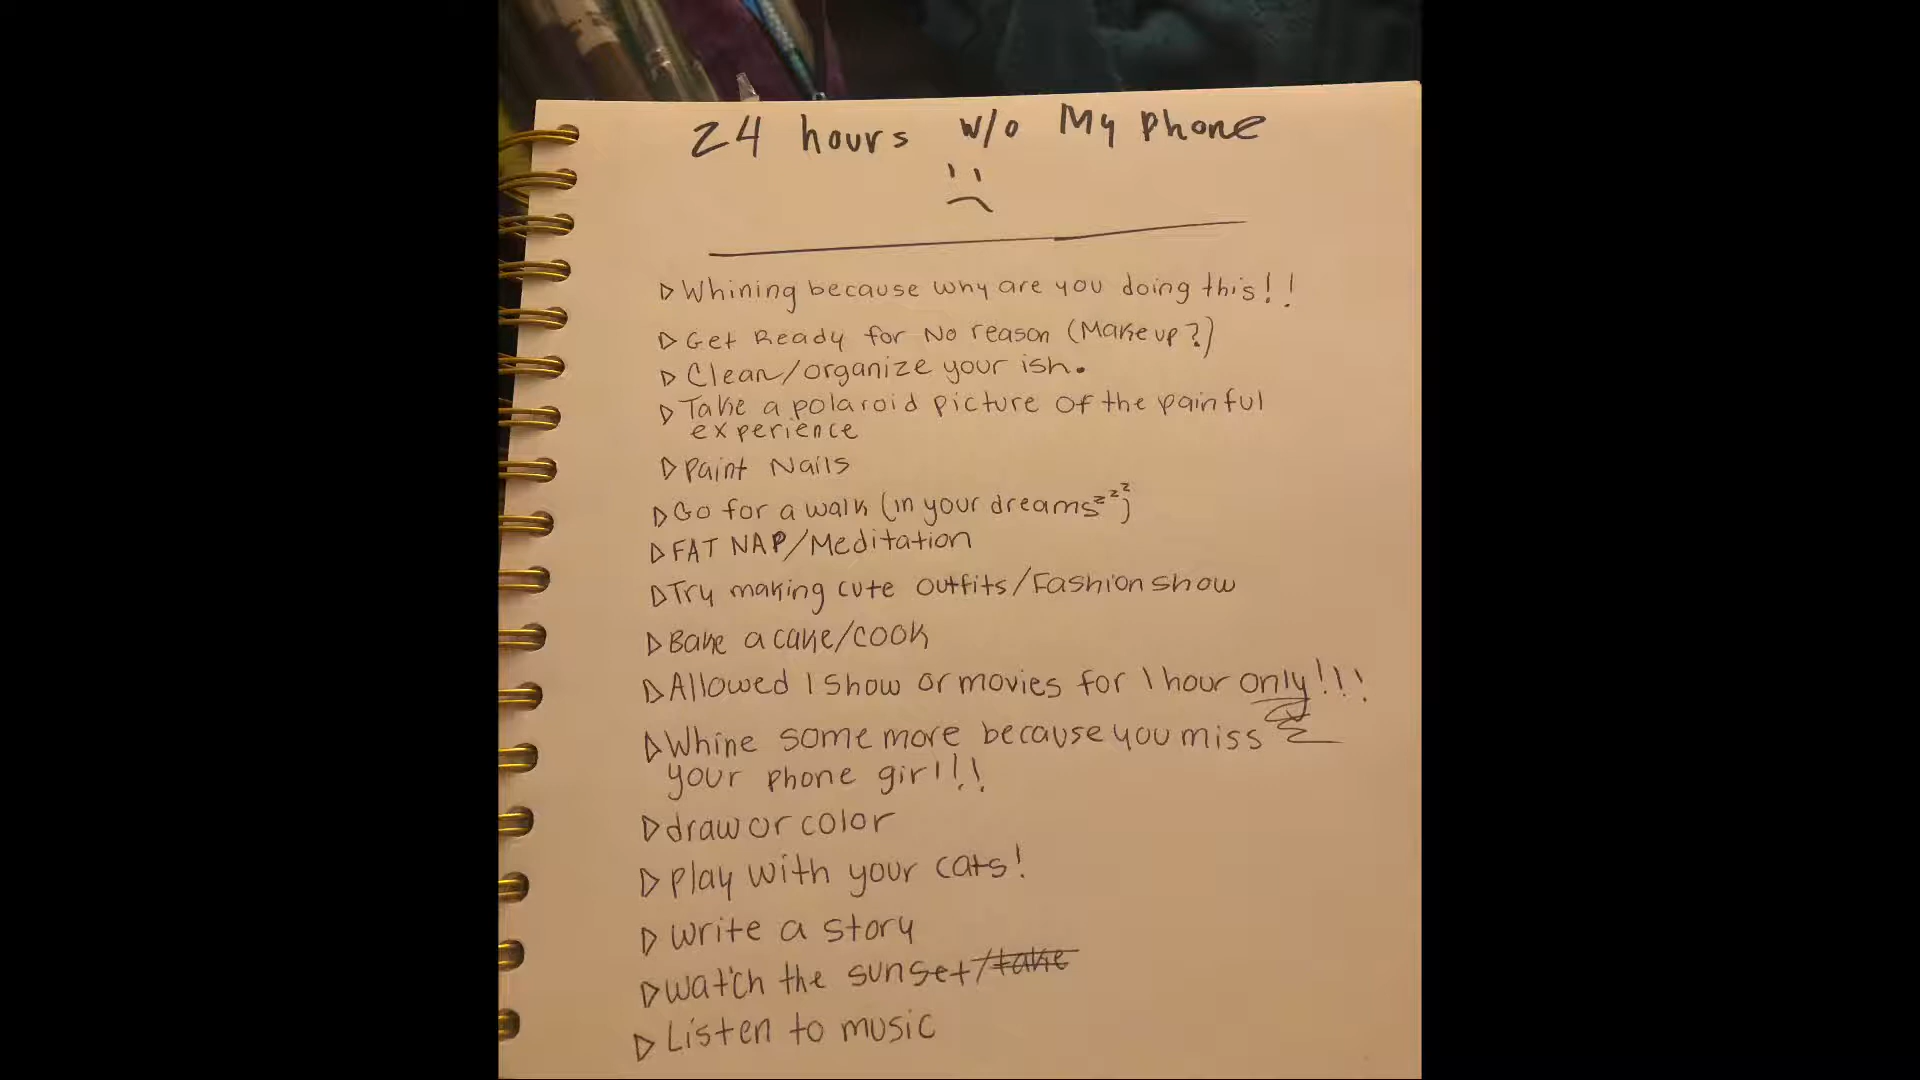 24 hours w/o My phone
▷ Whining because why are you doing this!!
▷ Get Ready for No reason (Makeup?)
▷ Clean/organize your ish.
▷ Take a polaroid picture of the painful
experience
▷ Paint Nails
▷ Go for a walk (in your dreams zzz)
▷ FAT NAP/Meditation
▷ Try making cute outfits/Fashion show
▷ Bake a cake/cook
▷ Allowed 1 show or movies for 1 hour only!!!
▷ Whine some more because you miss
your phone girl!!!
▷ draw or color
▷ play with your cats!
▷ write a story
▷ watch the sunset/take
▷ Listen to music